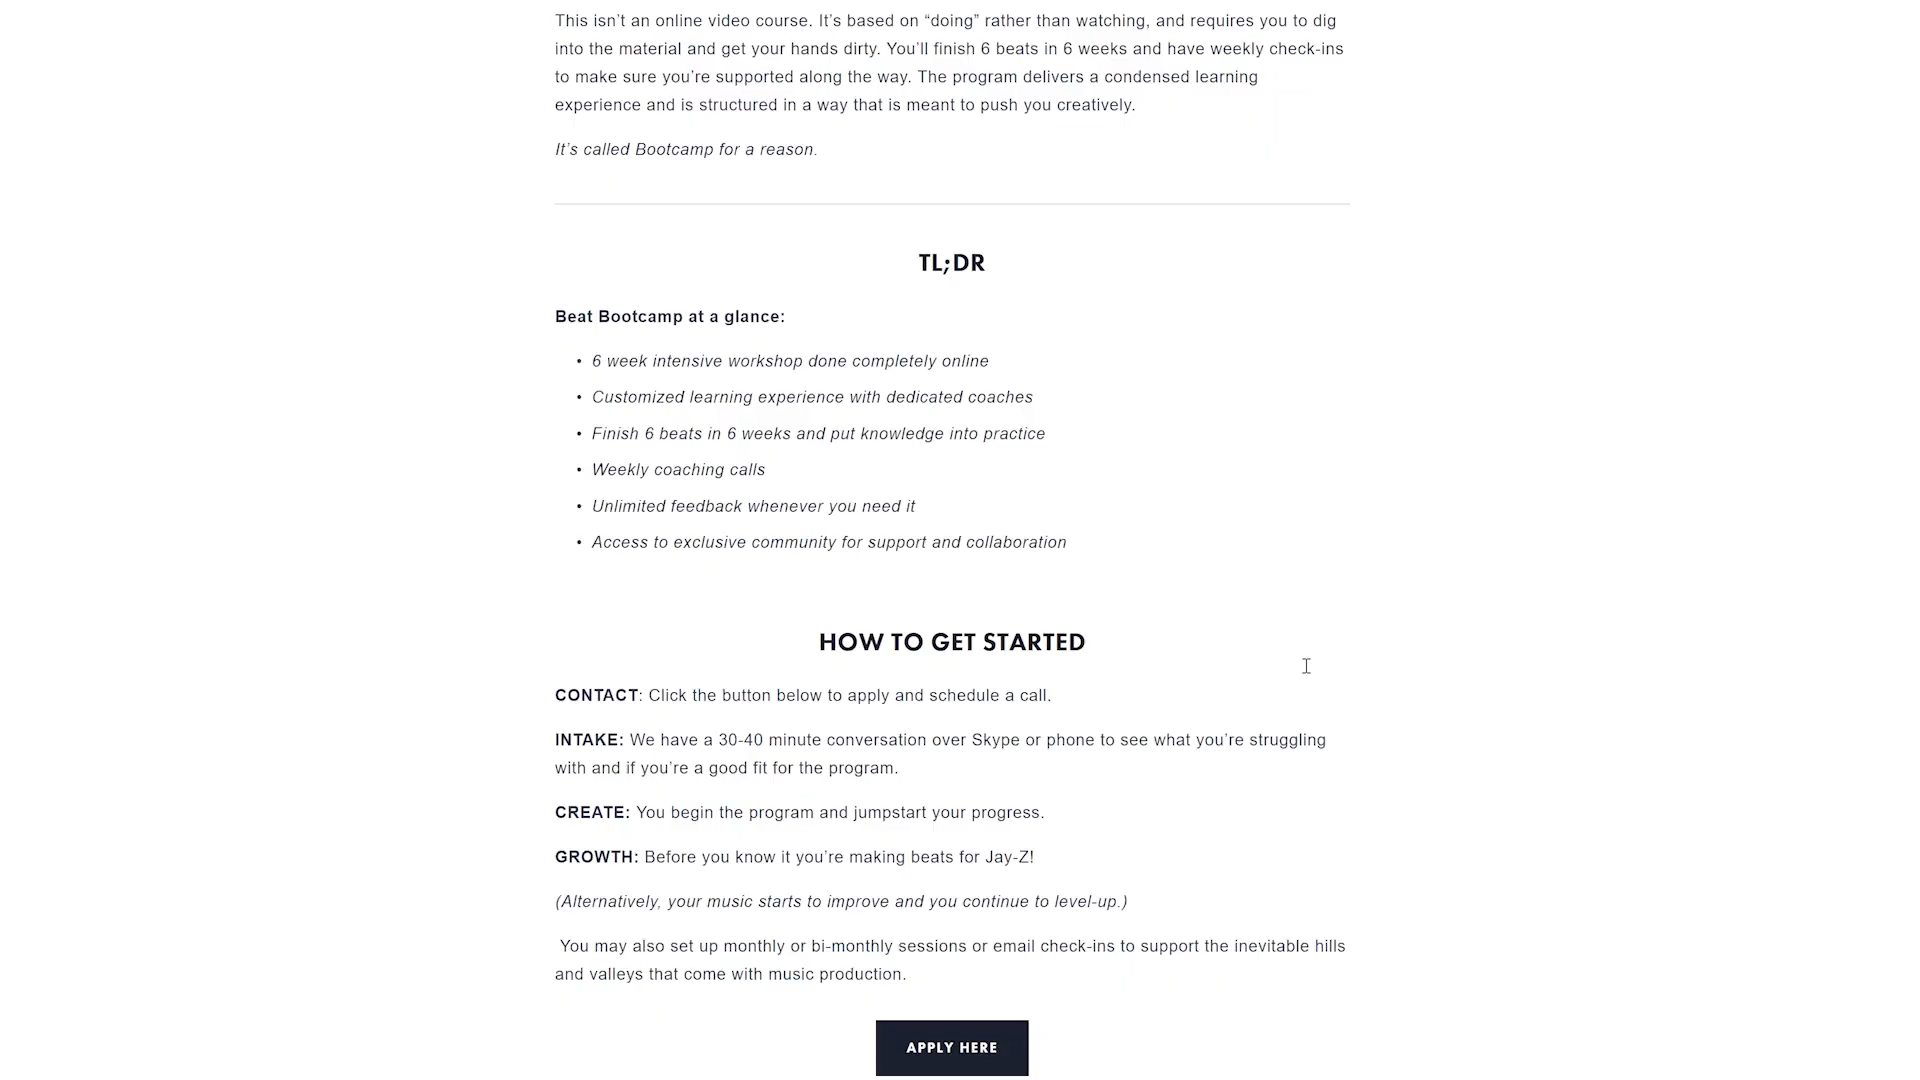 This isn’t an online video course. It’s based on “doing” rather than watching, and requires you to dig
into the material and get your hands dirty. You’ll finish 6 beats in 6 weeks and have weekly check-ins
to make sure you’re supported along the way. The program delivers a condensed learning
experience and is structured in a way that is meant to push you creatively.
It’s called Bootcamp for a reason.
TL;DR
Beat Bootcamp at a glance:
• 6 week intensive workshop done completely online
• Customized learning experience with dedicated coaches
• Finish 6 beats in 6 weeks and put knowledge into practice
• Weekly coaching calls
• Unlimited feedback whenever you need it
• Access to exclusive community for support and collaboration
HOW TO GET STARTED
CONTACT: Click the button below to apply and schedule a call.
INTAKE: We have a 30-40 minute conversation over Skype or phone to see what you’re struggling
with and if you’re a good fit for the program.
CREATE: You begin the program and jumpstart your progress.
GROWTH: Before you know it you’re making beats for Jay-Z!
(Alternatively, your music starts to improve and you continue to level-up.)
You may also set up monthly or bi-monthly sessions or email check-ins to support the inevitable hills
and valleys that come with music production.
APPLY HERE